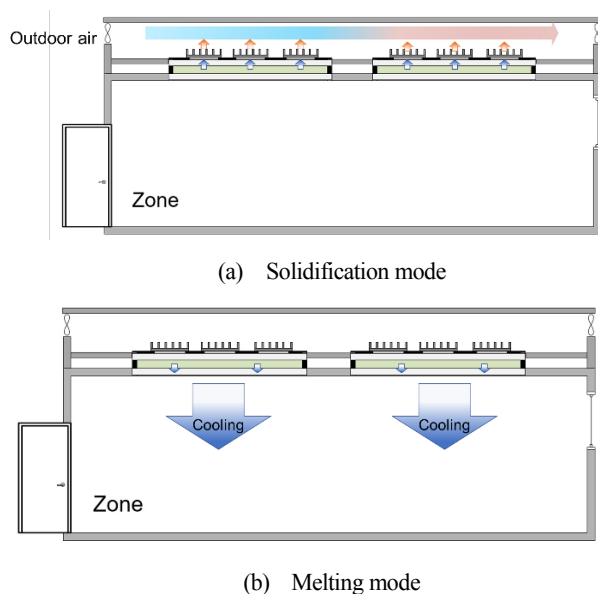 Outdoor air
Zone
(a) Solidification mode
Cooling
Cooling
Zone
(b) Melting mode